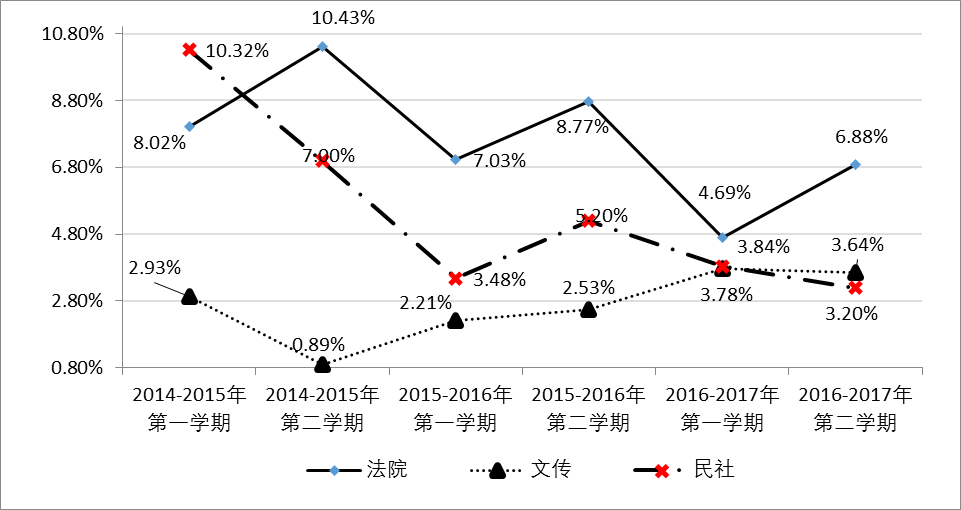 10.80%
8.80%
6.80%
4.80%
2.80%
0.80%
10.43%
10.32%
8.02%
7.00%
7.03%
8.77%
5.20%
4.69%
6.88%
3.84%
3.64%
2.93%
0.89%
3.48%
2.21%
2.53%
3.78%
3.20%
2014-2015年
第一学期
2014-2015年
第二学期
2015-2016年
第一学期
2015-2016年
第二学期
2016-2017年
第一学期
2016-2017年
第二学期
法院
文传
民社